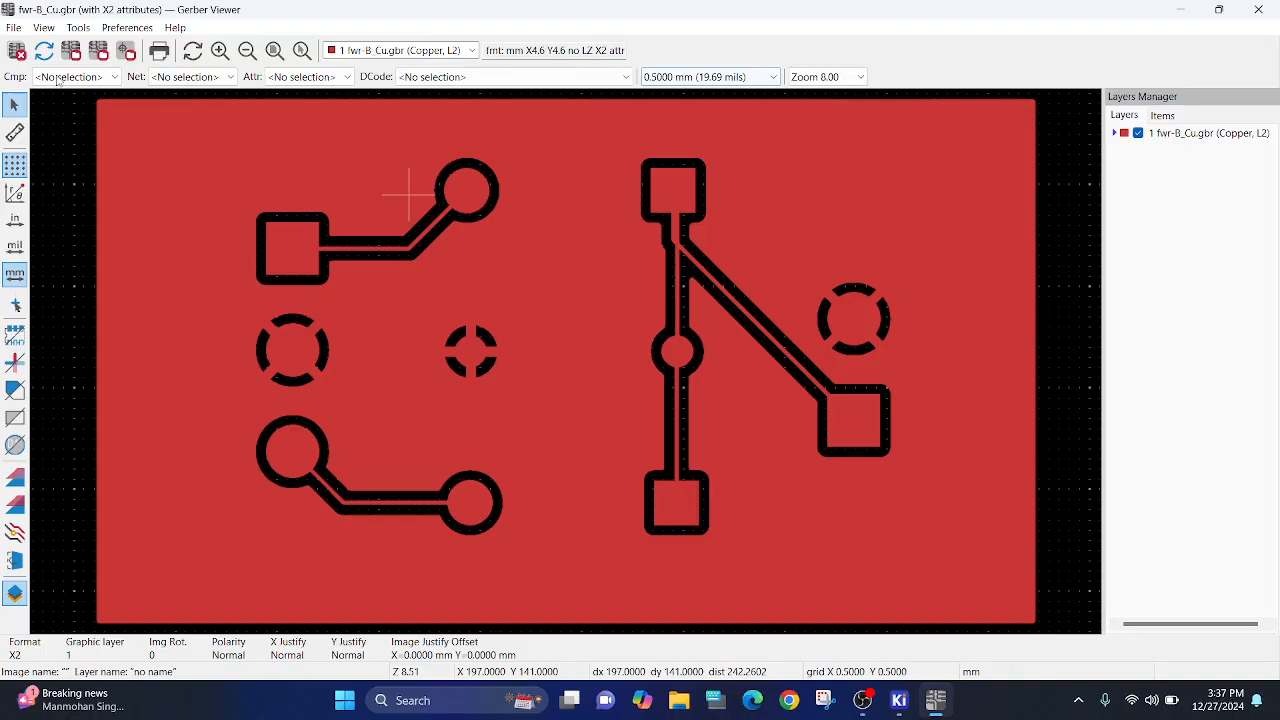 fwr-B_Cu.gbr (with X2 attributes) — Gerber Viewer
File View Tools Preferences Help
1 fwr-B_Cu.gbr (Copper, L2) fmt: mm X4.6 Y4.6 no LZ X2 attr
Cmp: <No selection> Net: <No selection> Attr: <No selection> DCode: <No selection> 0.5000 mm (19.69 mils) Zoom 8.00
Layers Manager
Layers Items
1 fwr-B_Cu.gbr (Copper, L2)
in
mil
mm
Format Graphic layer Img Rot. Polarity X Justify Y Justify Image Justify Offset
X2 1 0 Normal Normal Normal X=0.0000 mm Y=0.0000 mm
Image name: "" Layer name: "no name" Z 8.51 X 197.0000 Y 141.0000 dx 197.0000 dy 141.0000 dist 242.2602 grid X 0.5000 Y 0.5000 mm
Breaking news
Manmohan Sing...
Search
Ki
3:37 PM
12/27/2024